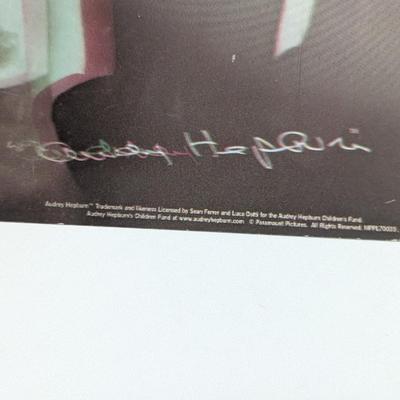 Audrey Hepburn
Audrey Hepburn™ Trademark and likeness Licensed by Sean Ferrer and Luca Dotti for the Audrey Hepburn Children's Fund.
Audrey Hepburn's Children Fund at www.audreyhepburn.com © Paramount Pictures. All Rights Reserved. MPPL70035.